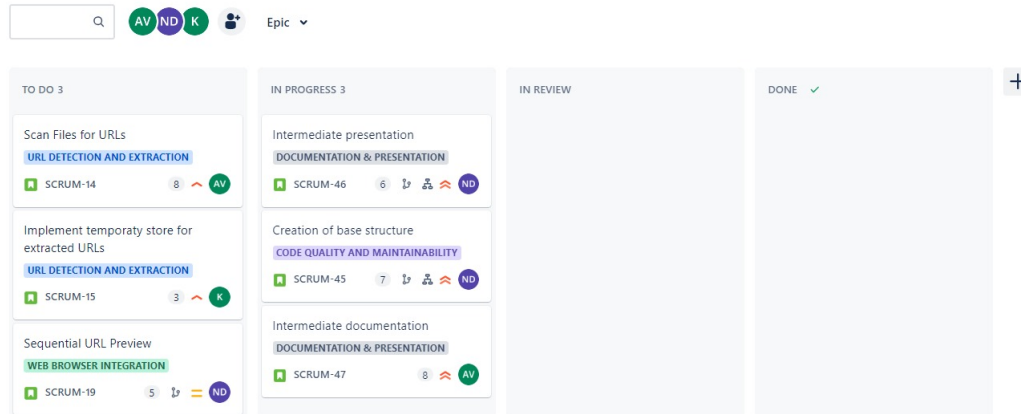 AV ND K Epic
TO DO 3
Scan Files for URLs
URL DETECTION AND EXTRACTION
SCRUM-14 8 AV
Implement temporaty store for
extracted URLs
URL DETECTION AND EXTRACTION
SCRUM-15 3 K
Sequential URL Preview
WEB BROWSER INTEGRATION
SCRUM-19 5 ND
IN PROGRESS 3
Intermediate presentation
DOCUMENTATION & PRESENTATION
SCRUM-46 6 ND
Creation of base structure
CODE QUALITY AND MAINTAINABILITY
SCRUM-45 7 ND
Intermediate documentation
DOCUMENTATION & PRESENTATION
SCRUM-47 8 AV
IN REVIEW
DONE